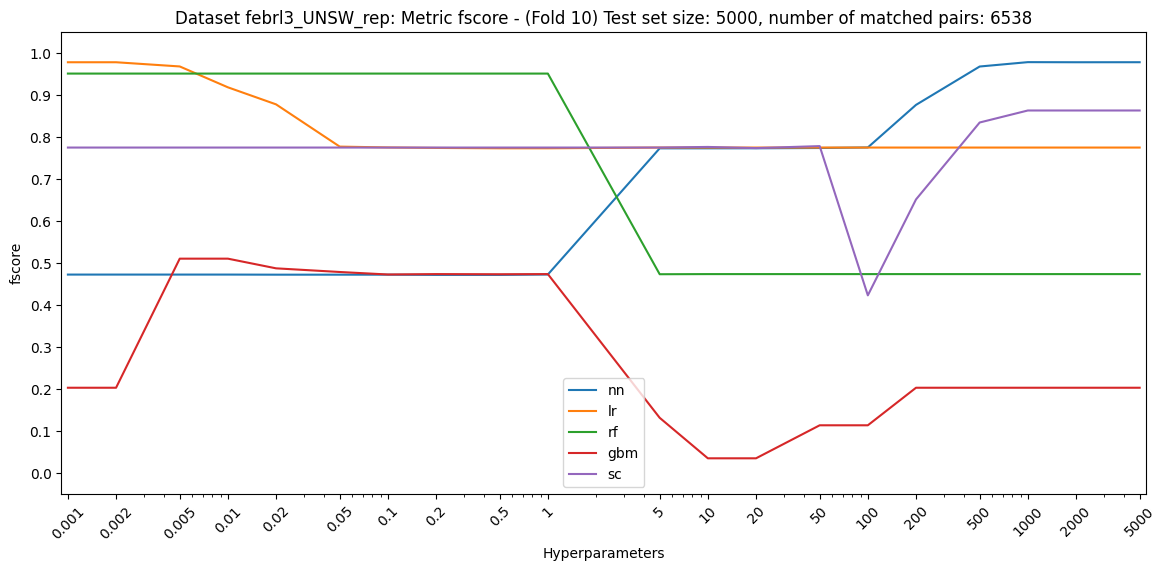 Dataset febrl3_UNSW_rep: Metric fscore - (Fold 10) Test set size: 5000, number of matched pairs: 6538
fscore
1.0
0.9
0.8
0.7
0.6
0.5
0.4
0.3
0.2
0.1
0.0
nn
lr
rf
gbm
sc
0.001 0.002 0.005 0.01 0.02 0.05 0.1 0.2 0.5 1 5 10 20 50 100 200 500 1000 2000 5000
Hyperparameters